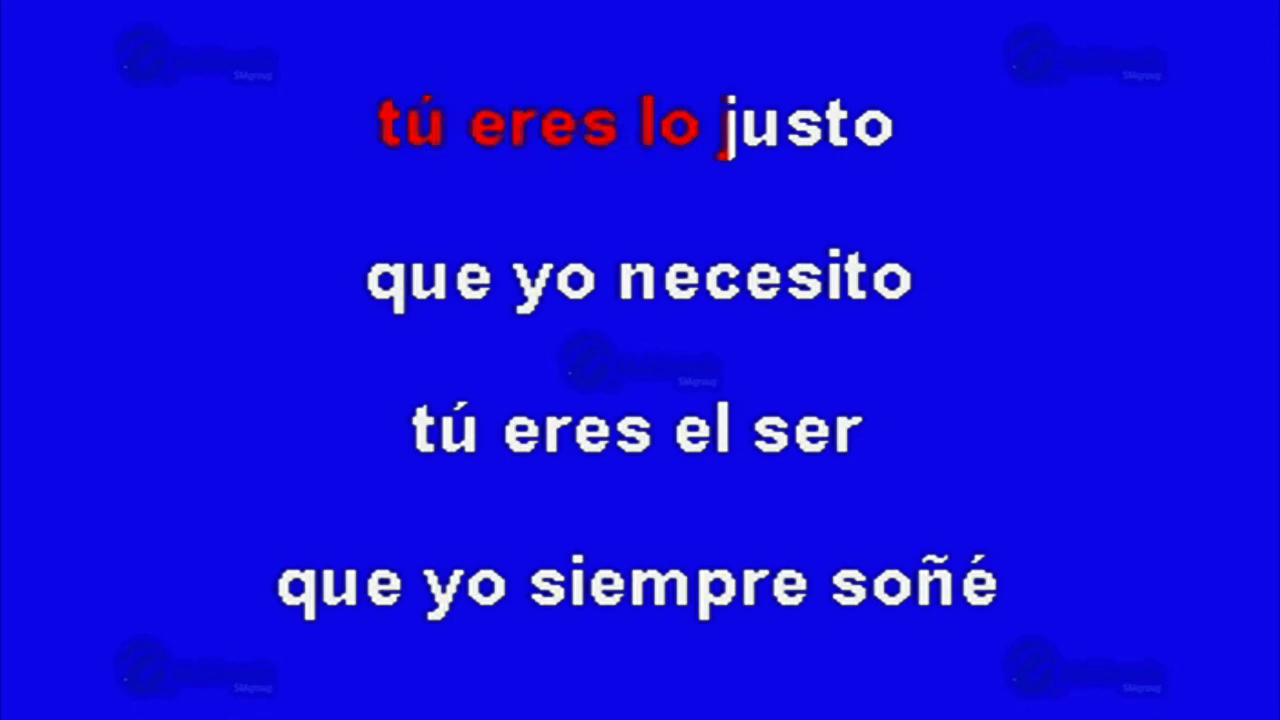 tú eres lo justo
que yo necesito
tú eres el ser
que yo siempre soñé